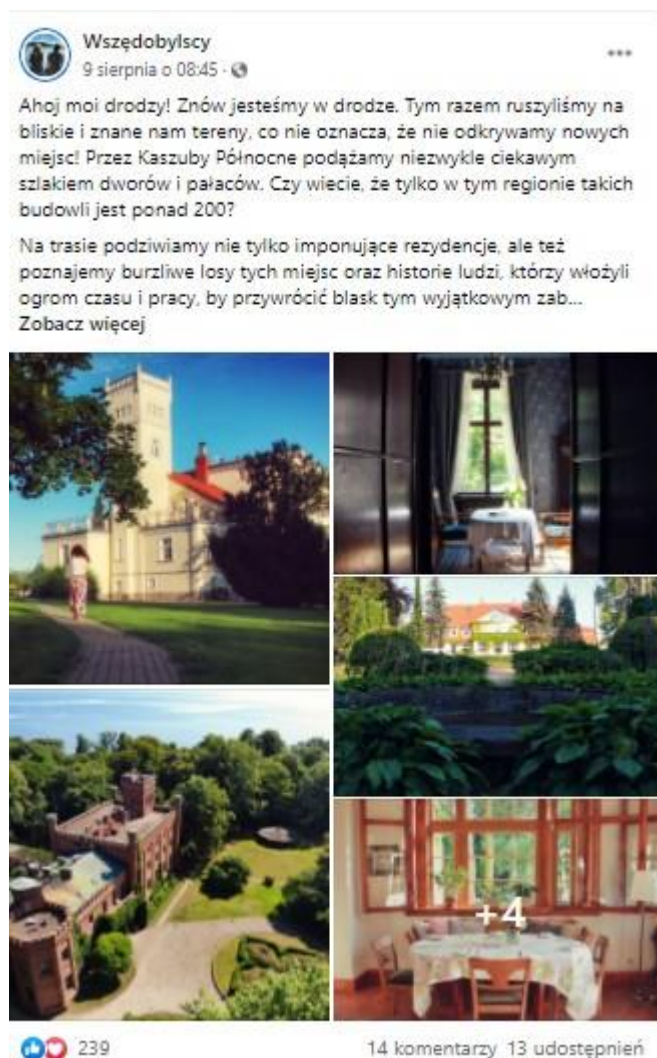 Wszędobylscy
9 sierpnia o 08:45 ·
Ahoj moi drodzy! Znów jesteśmy w drodze. Tym razem ruszyliśmy na
bliskie i znane nam tereny, co nie oznacza, że nie odkrywamy nowych
miejsc! Przez Kaszuby Północne podążamy niezwykle ciekawym
szlakiem dworów i pałaców. Czy wiecie, że tylko w tym regionie takich
budowli jest ponad 200?
Na trasie podziwiamy nie tylko imponujące rezydencje, ale też
poznajemy burzliwe losy tych miejsc oraz historie ludzi, którzy włożyli
ogrom czasu i pracy, by przywrócić blask tym wyjątkowym zab...
Zobacz więcej
+4
239
14 komentarzy 13 udostępnień